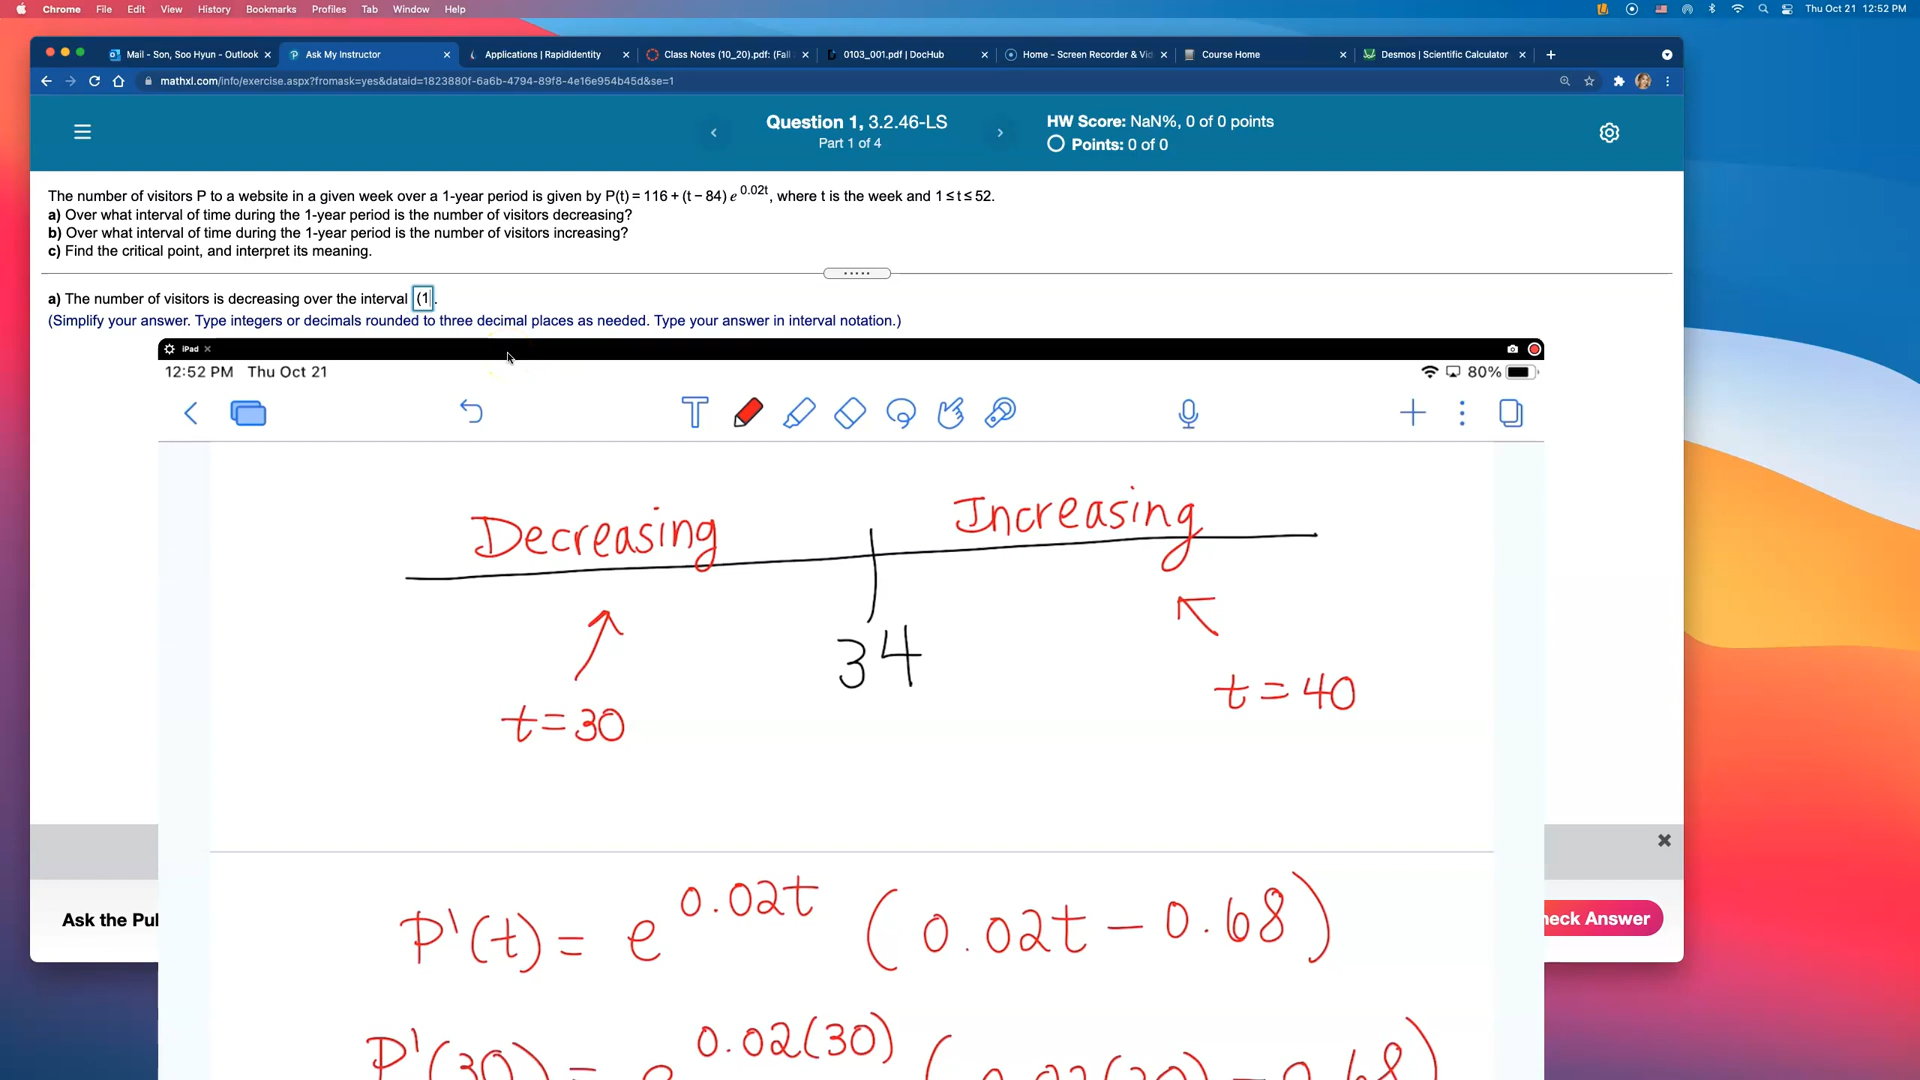 Chrome File Edit View History Bookmarks Profiles Tab Window Help
Thu Oct 21 12:52 PM
Mail - Son, Soo Hyun - Outlook
Ask My Instructor
Applications | RapidIdentity
Class Notes (10_20).pdf: (Fall
0103_001.pdf | DocHub
Home - Screen Recorder & Vi
Course Home
Desmos | Scientific Calculator
mathxl.com/info/exercise.aspx?fromask=yes&dataid=1823880f-6a6b-4794-89f8-4e16e954b45d&se=1
Question 1, 3.2.46-LS
Part 1 of 4
HW Score: NaN%, 0 of 0 points
Points: 0 of 0
The number of visitors P to a website in a given week over a 1-year period is given by P(t) = 116 + (t − 84) e^0.02t, where t is the week and 1 ≤ t ≤ 52.
a) Over what interval of time during the 1-year period is the number of visitors decreasing?
b) Over what interval of time during the 1-year period is the number of visitors increasing?
c) Find the critical point, and interpret its meaning.
a) The number of visitors is decreasing over the interval (1.
(Simplify your answer. Type integers or decimals rounded to three decimal places as needed. Type your answer in interval notation.)
iPad
12:52 PM Thu Oct 21
80%
Decreasing
Increasing
34
t = 30
t = 40
P'(t) = e^0.02t (0.02t − 0.68)
P'(30) = e^0.02(30) (0.02(30) − 0.68)
Ask the Pu
heck Answer